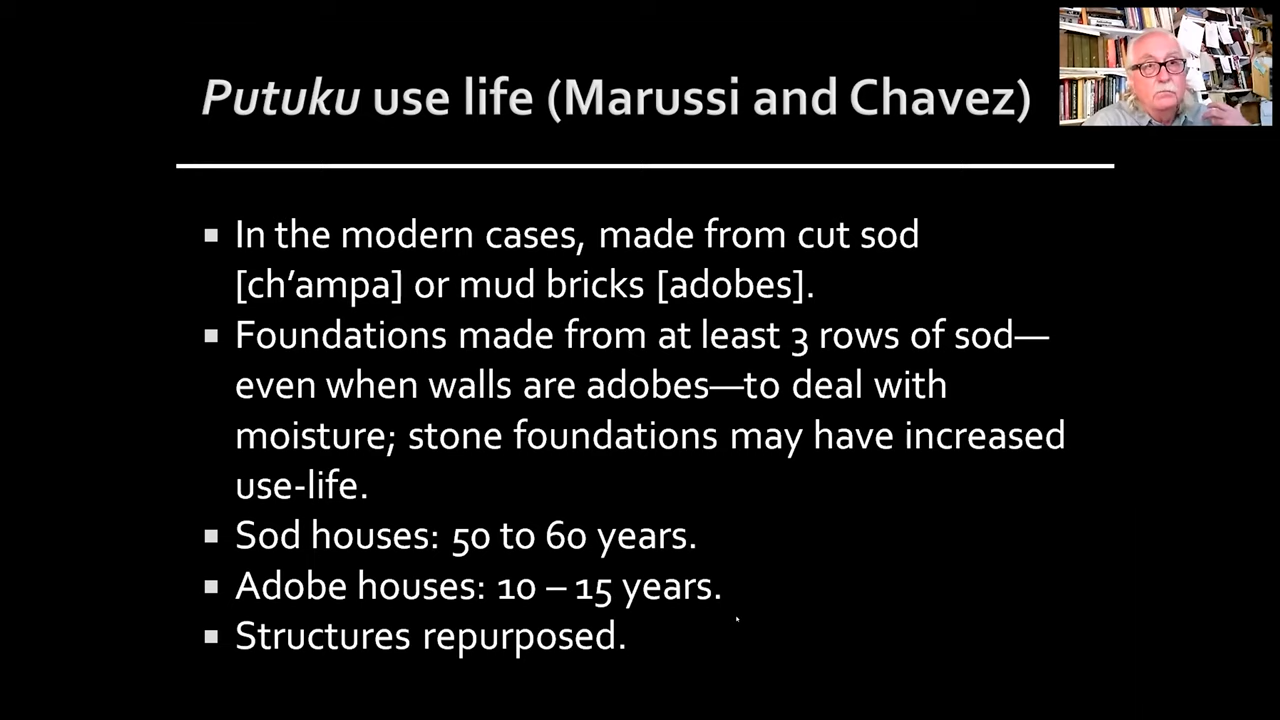 Putuku use life (Marussi and Chavez)
In the modern cases, made from cut sod
[ch’ampa] or mud bricks [adobes].
Foundations made from at least 3 rows of sod—
even when walls are adobes—to deal with
moisture; stone foundations may have increased
use-life.
Sod houses: 50 to 60 years.
Adobe houses: 10 – 15 years.
Structures repurposed.